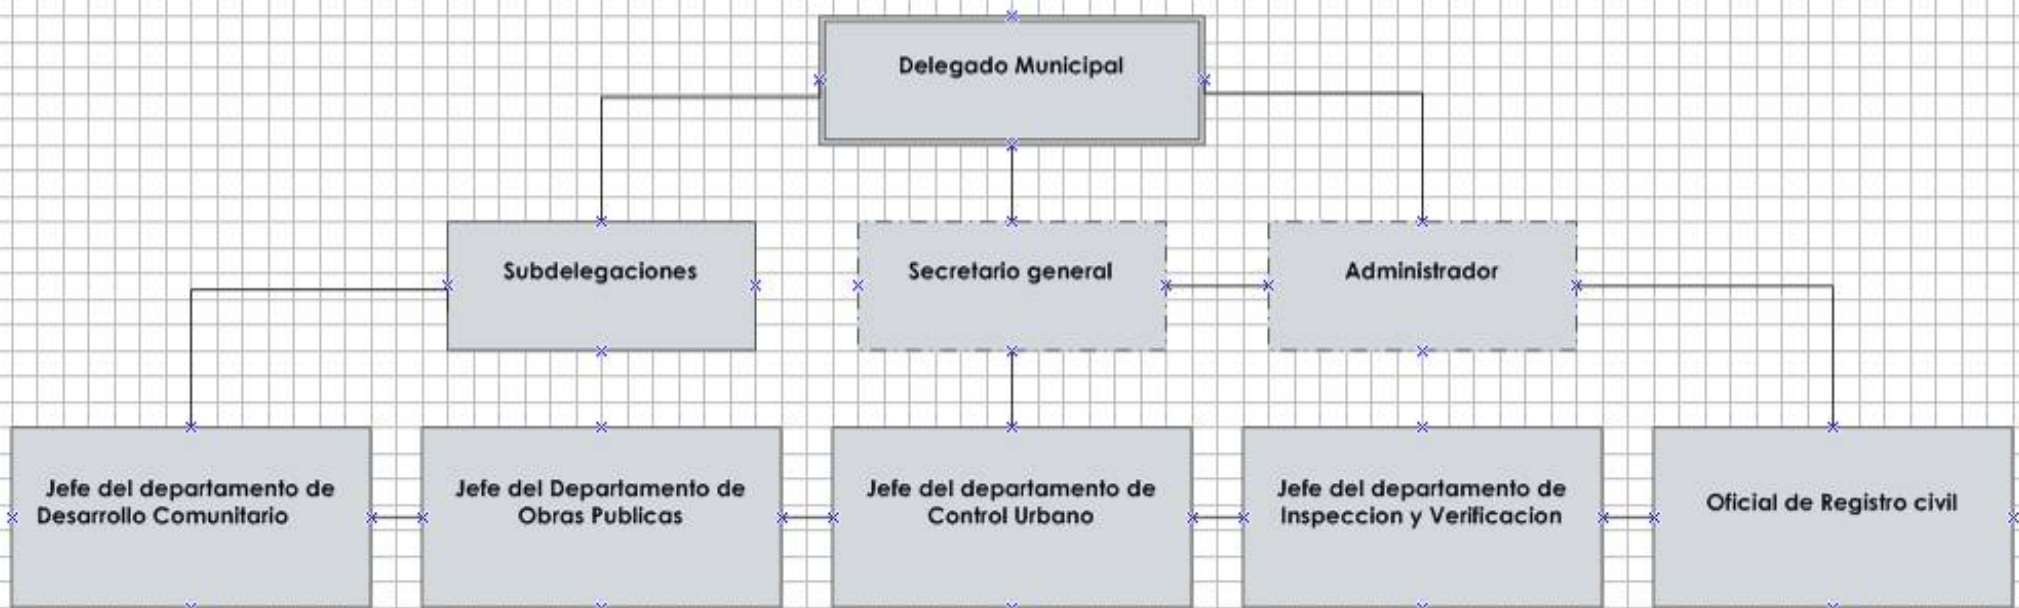 Delegado Municipal
Subdelegaciones
Secretario general
Administrador
Jefe del departamento de
Desarrollo Comunitario
Jefe del Departamento de
Obras Publicas
Jefe del departamento de
Control Urbano
Jefe del departamento de
Inspeccion y Verificacion
Oficial de Registro civil